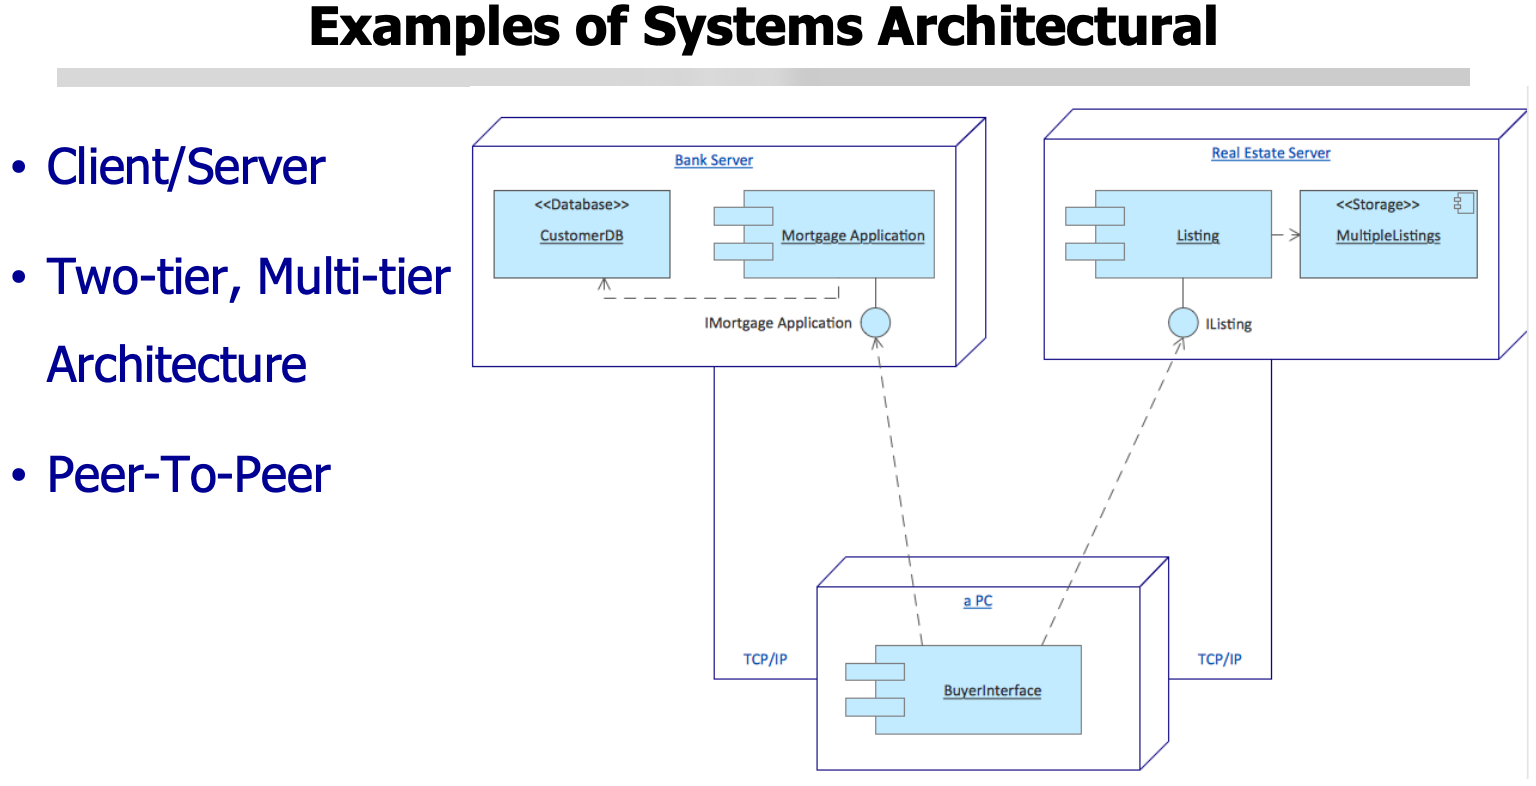 Examples of Systems Architectural
• Client/Server
• Two-tier, Multi-tier
Architecture
• Peer-To-Peer
Bank Server
<<Database>>
CustomerDB
Mortgage Application
IMortgage Application
Real Estate Server
Listing
<<Storage>>
MultipleListings
IListing
a PC
BuyerInterface
TCP/IP
TCP/IP